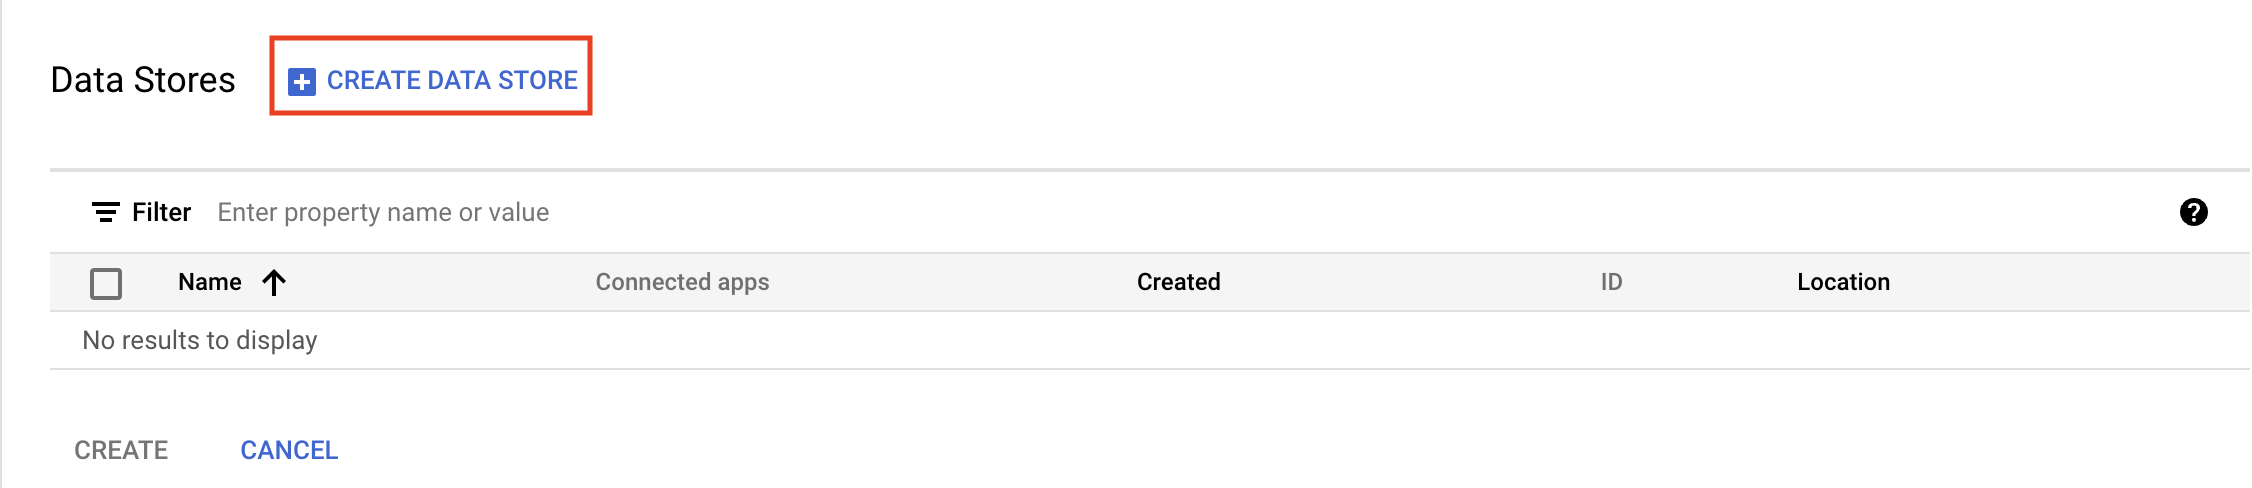 Data Stores CREATE DATA STORE
Filter Enter property name or value
Name Connected apps Created ID Location
No results to display
CREATE CANCEL